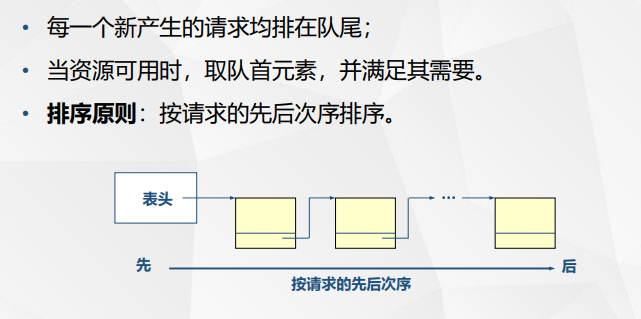 • 每一个新产生的请求均排在队尾；
• 当资源可用时，取队首元素，并满足其需要。
• 排序原则：按请求的先后次序排序。
表头
…
先
后
按请求的先后次序